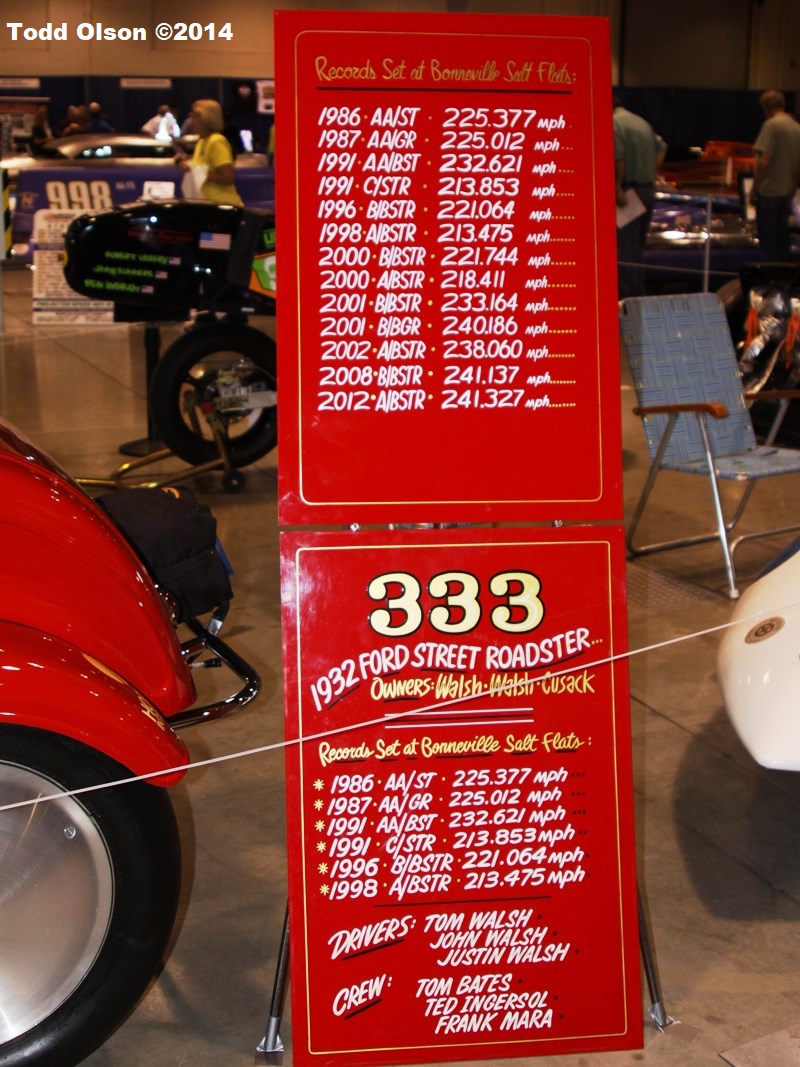 Todd Olson ©2014
Records Set at Bonneville Salt Flats:
1986 · AA/ST · 225.377 mph.
1987 · AA/GR · 225.012 mph...
1991 · AA/BST · 232.621 mph....
1991 · C/STR · 213.853 mph....
1996 · B/BSTR · 221.064 mph....
1998 · A/BSTR · 213.475 mph....
2000 · B/BSTR · 221.744 mph....
2000 · A/BSTR · 218.411 mph.....
2001 · B/BSTR · 233.164 mph.....
2001 · B/BGR · 240.186 mph......
2002 · A/BSTR · 238.060 mph......
2008 · B/BSTR · 241.137 mph.......
2012 · A/BSTR · 241.327 mph.......
333
1932 FORD STREET ROADSTER...
OWNERS: Walsh · Walsh · Cusack
Records Set at Bonneville Salt Flats:
* 1986 · AA/ST · 225.377 mph...
* 1987 · AA/GR · 225.012 mph...
* 1991 · AA/BST · 232.621 mph...
* 1991 · C/STR · 213.853 mph...
* 1996 · B/BSTR · 221.064 mph
* 1998 · A/BSTR · 213.475 mph
DRIVERS: TOM WALSH ·
JOHN WALSH ·
JUSTIN WALSH ·
CREW: TOM BATES ·
TED INGERSOL ·
FRANK MARA ·
998